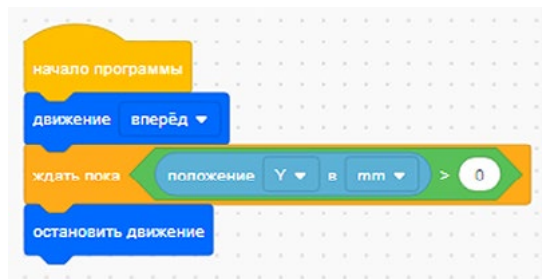 начало программы
движение вперёд
ждать пока положение Y в mm > 0
остановить движение